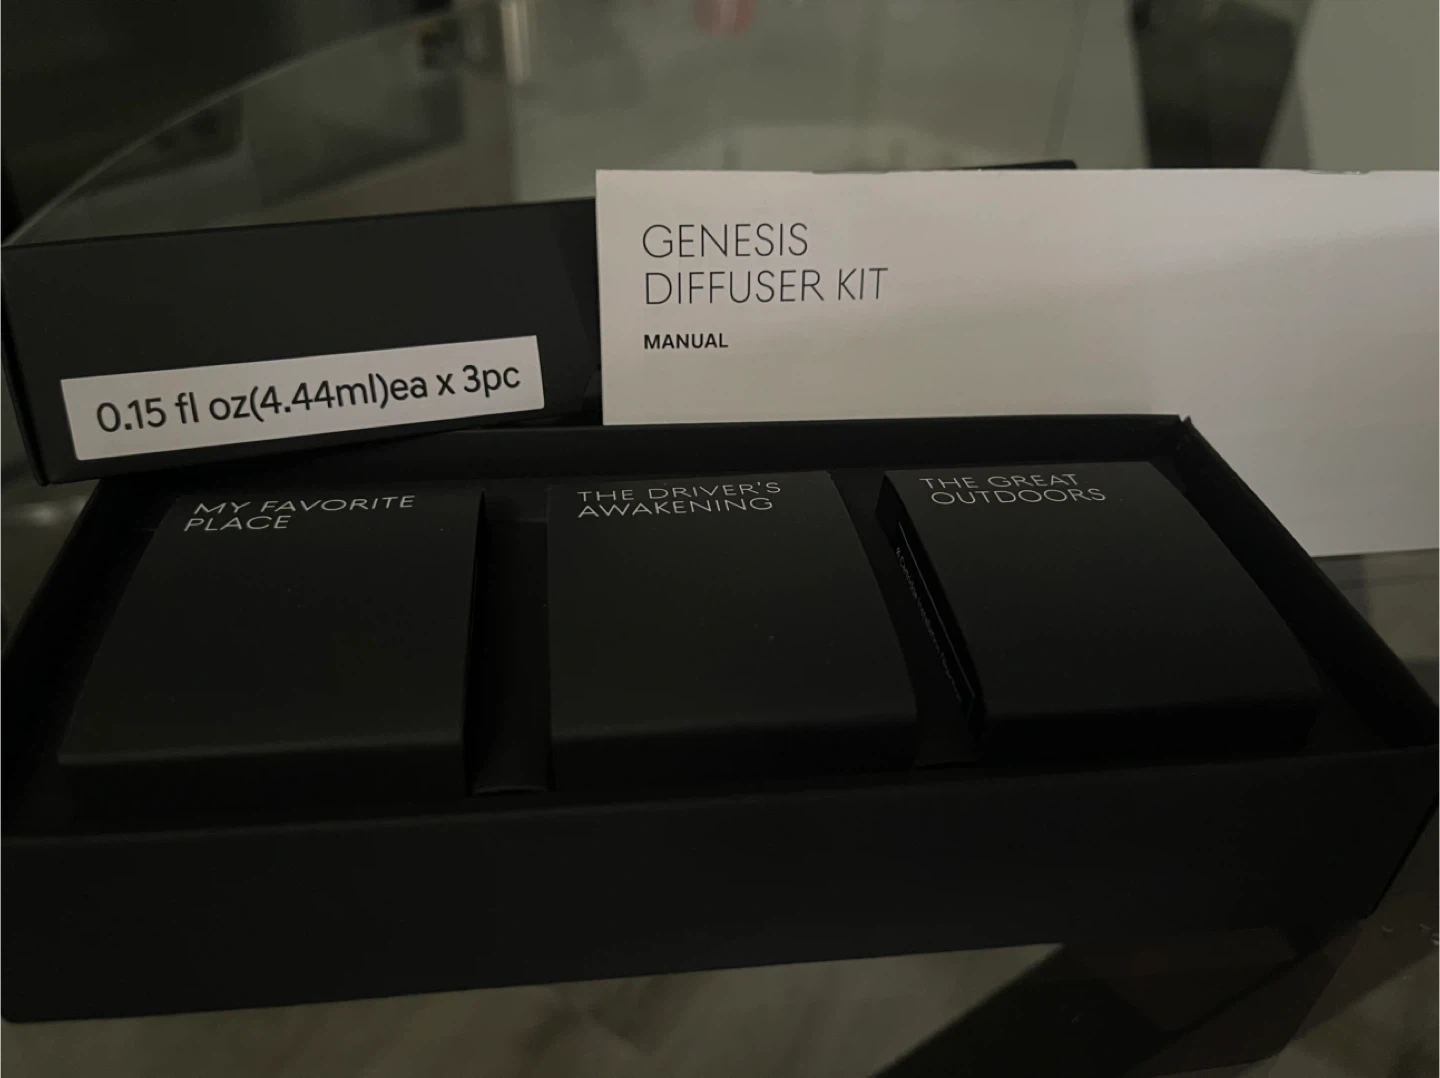 GENESIS
DIFFUSER KIT
MANUAL
0.15 fl oz(4.44ml)ea x 3pc
MY FAVORITE
PLACE
THE DRIVER'S
AWAKENING
THE GREAT
OUTDOORS